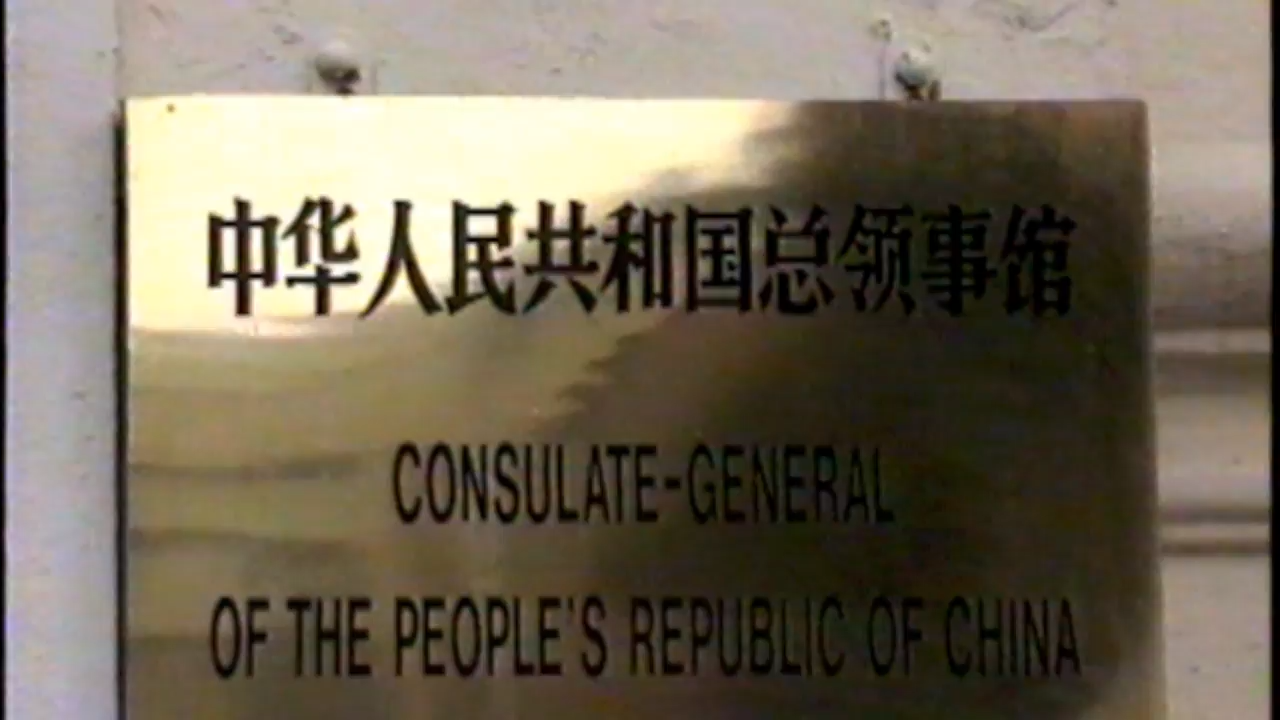 中华人民共和国总领事馆
CONSULATE-GENERAL
OF THE PEOPLE'S REPUBLIC OF CHINA